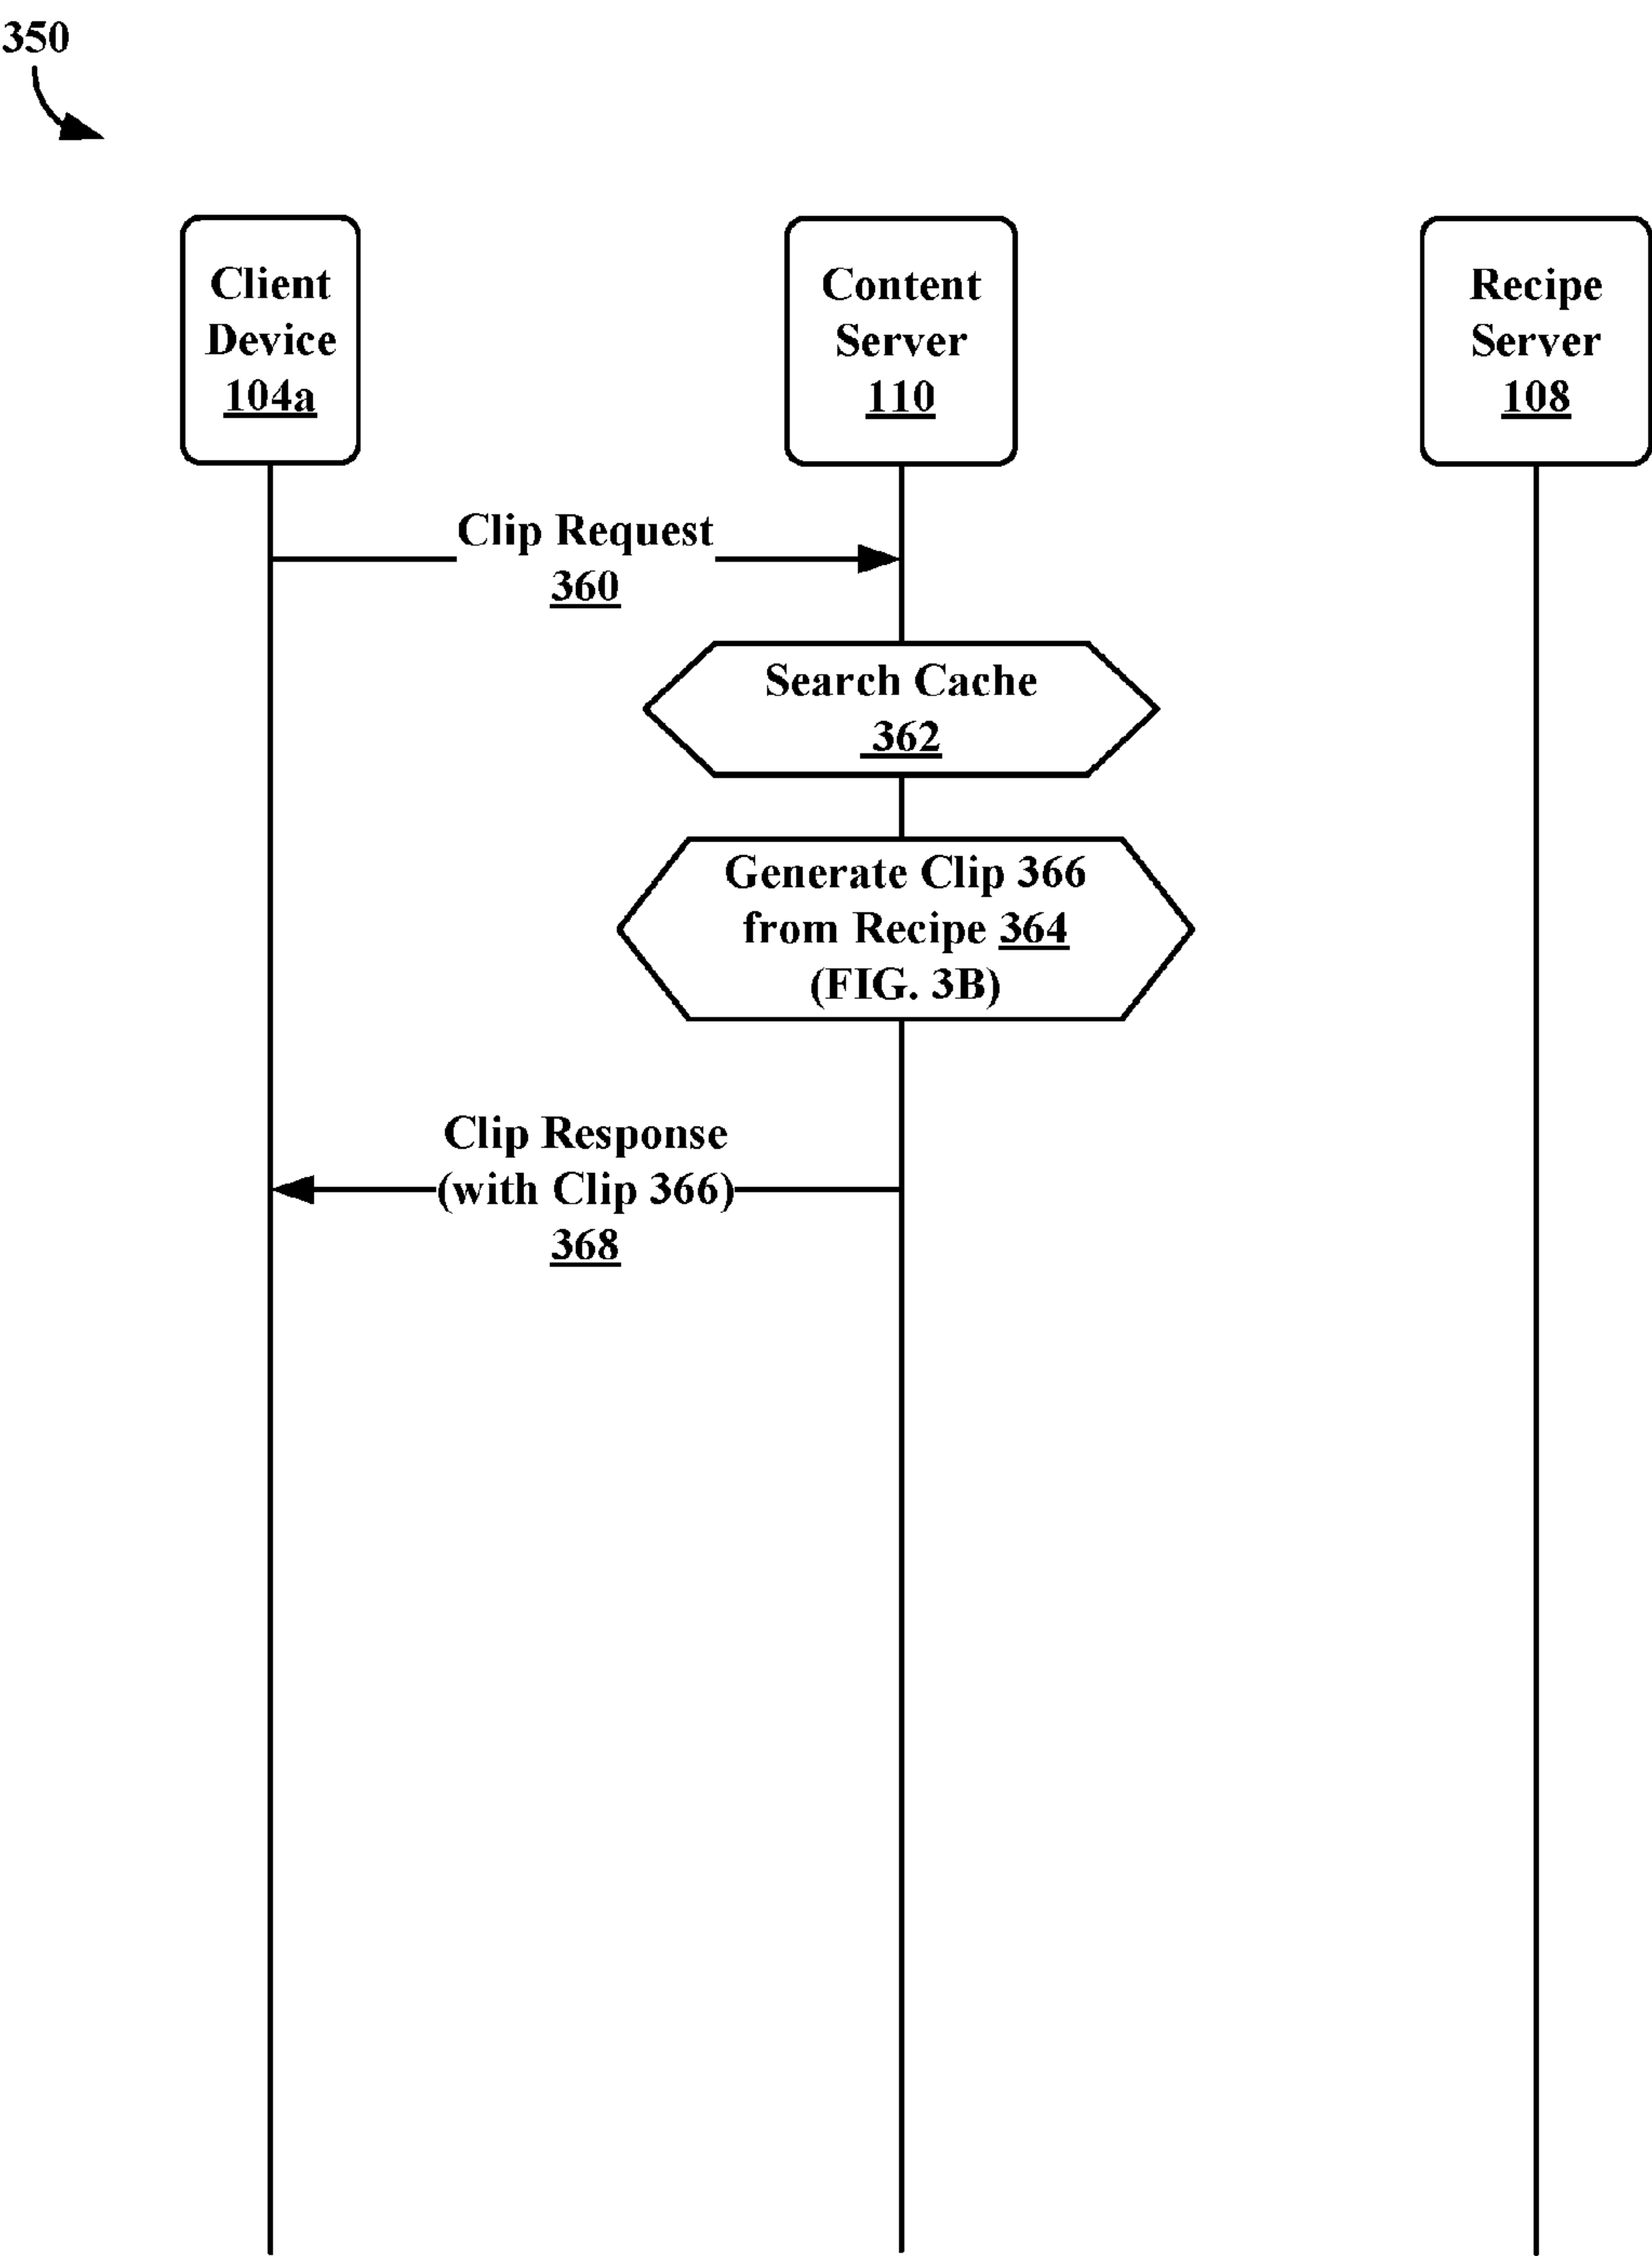 350
Client
Device
104a
Content
Server
110
Recipe
Server
108
Clip Request
360
Search Cache
362
Generate Clip 366
from Recipe 364
(FIG. 3B)
Clip Response
(with Clip 366)
368